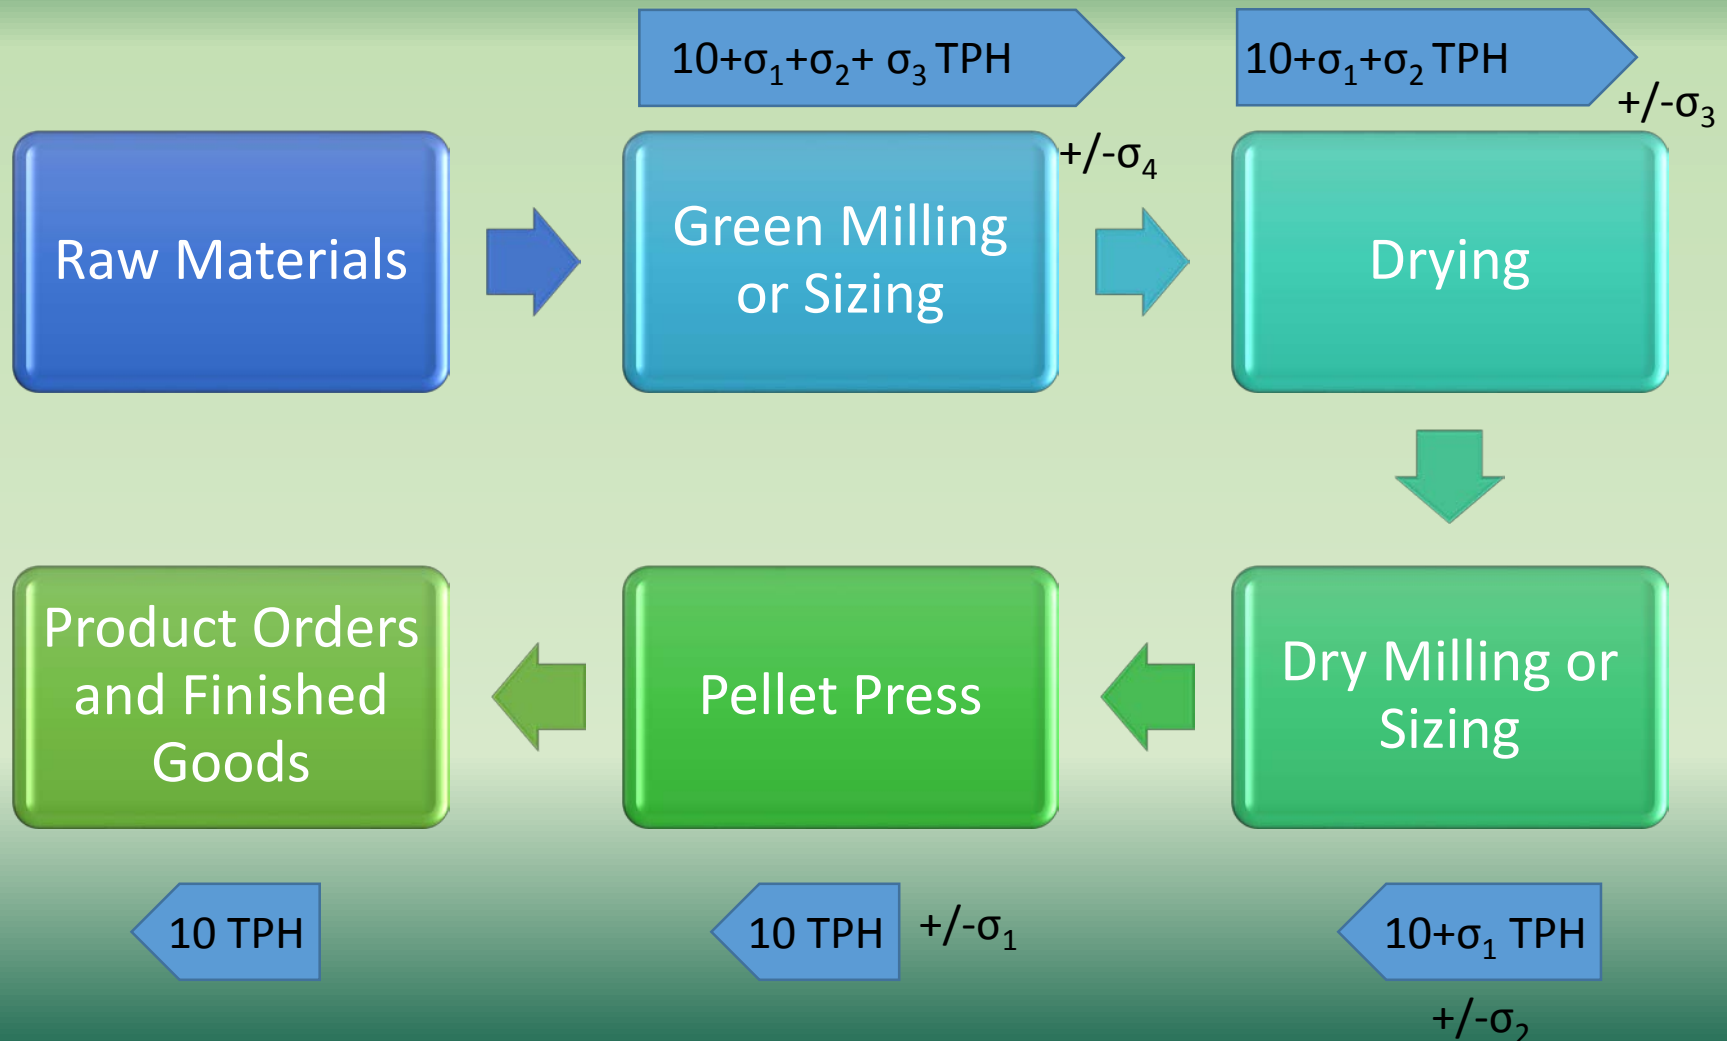 10+σ₁+σ₂+ σ₃ TPH
10+σ₁+σ₂ TPH
+/-σ₃
+/-σ₄
Raw Materials
Green Milling
or Sizing
Drying
Product Orders
and Finished
Goods
Pellet Press
Dry Milling or
Sizing
10 TPH
10 TPH
+/-σ₁
10+σ₁ TPH
+/-σ₂